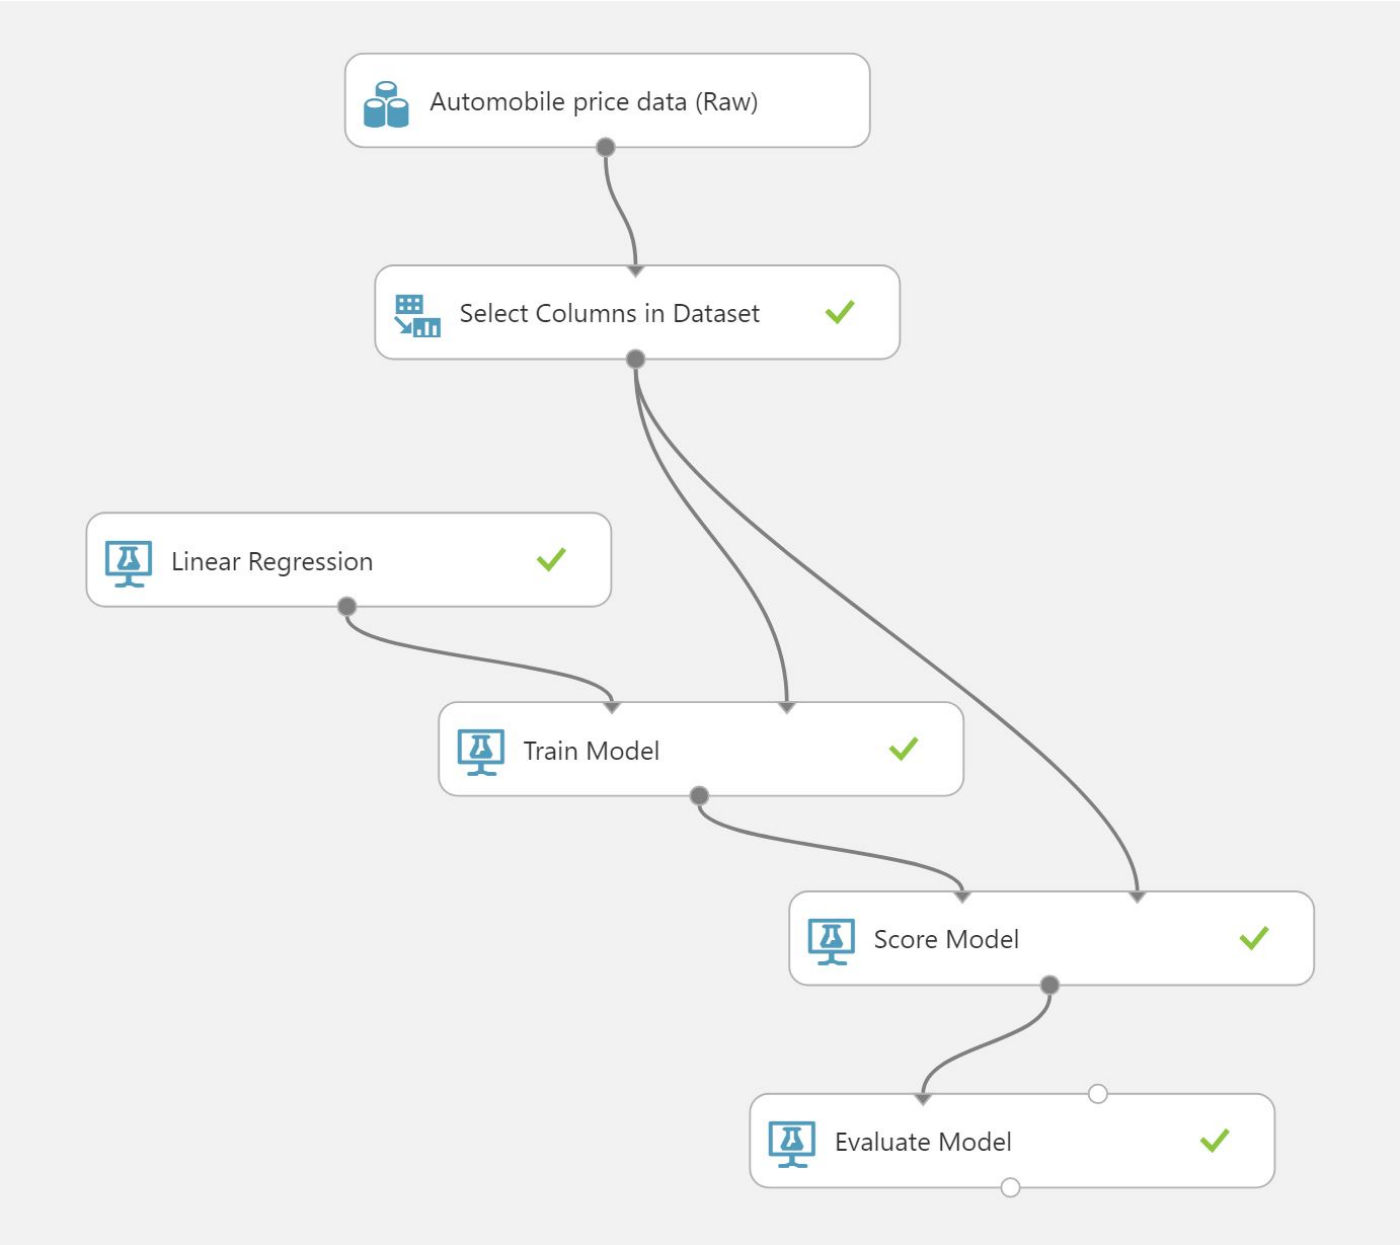 Automobile price data (Raw)
Select Columns in Dataset
Linear Regression
Train Model
Score Model
Evaluate Model